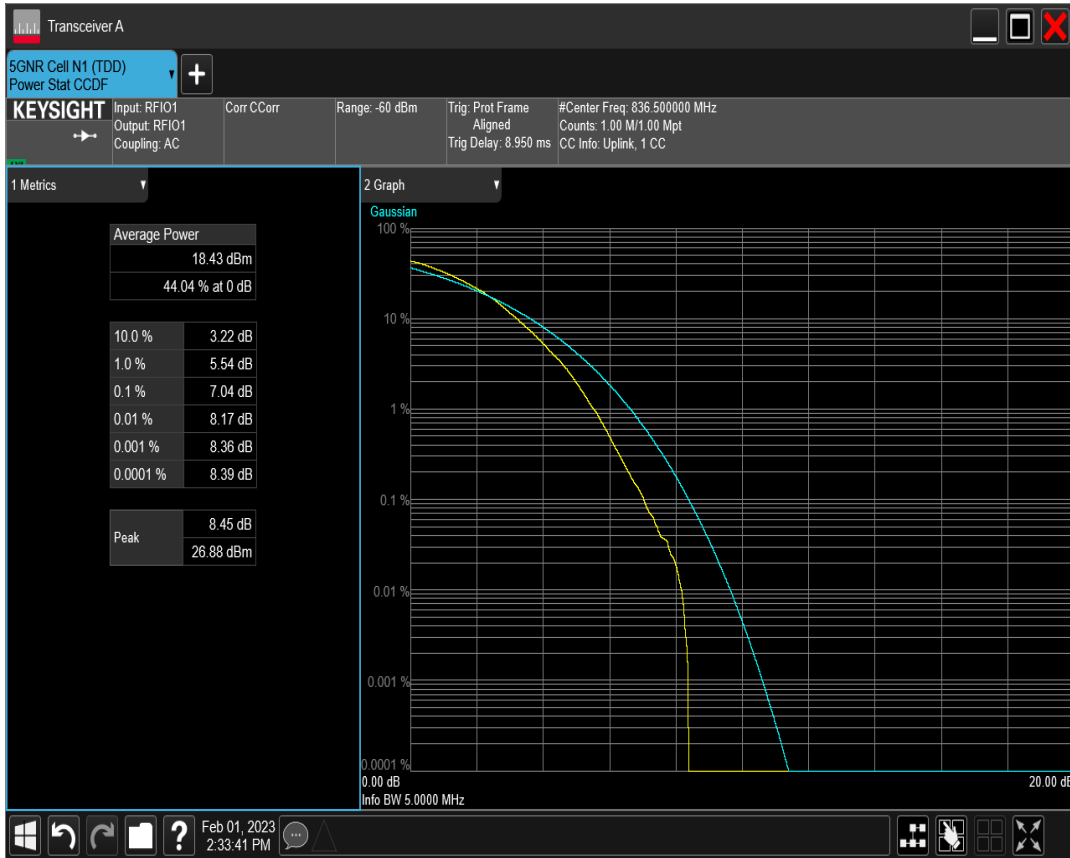 Transceiver A
5GNR Cell N1 (TDD)
Power Stat CCDF
KEYSIGHT
Input: RFIO1
Output: RFIO1
Coupling: AC
Corr CCorr
Range: -60 dBm
Trig: Prot Frame
Aligned
Trig Delay: 8.950 ms
#Center Freq: 836.500000 MHz
Counts: 1.00 M/1.00 Mpt
CC Info: Uplink, 1 CC
1 Metrics
Average Power
18.43 dBm
44.04 % at 0 dB
10.0 % 3.22 dB
1.0 % 5.54 dB
0.1 % 7.04 dB
0.01 % 8.17 dB
0.001 % 8.36 dB
0.0001 % 8.39 dB
Peak
8.45 dB
26.88 dBm
2 Graph
Gaussian
100 %
10 %
1 %
0.1 %
0.01 %
0.001 %
0.0001 %
0.00 dB
20.00 dB
Info BW 5.0000 MHz
Feb 01, 2023
2:33:41 PM